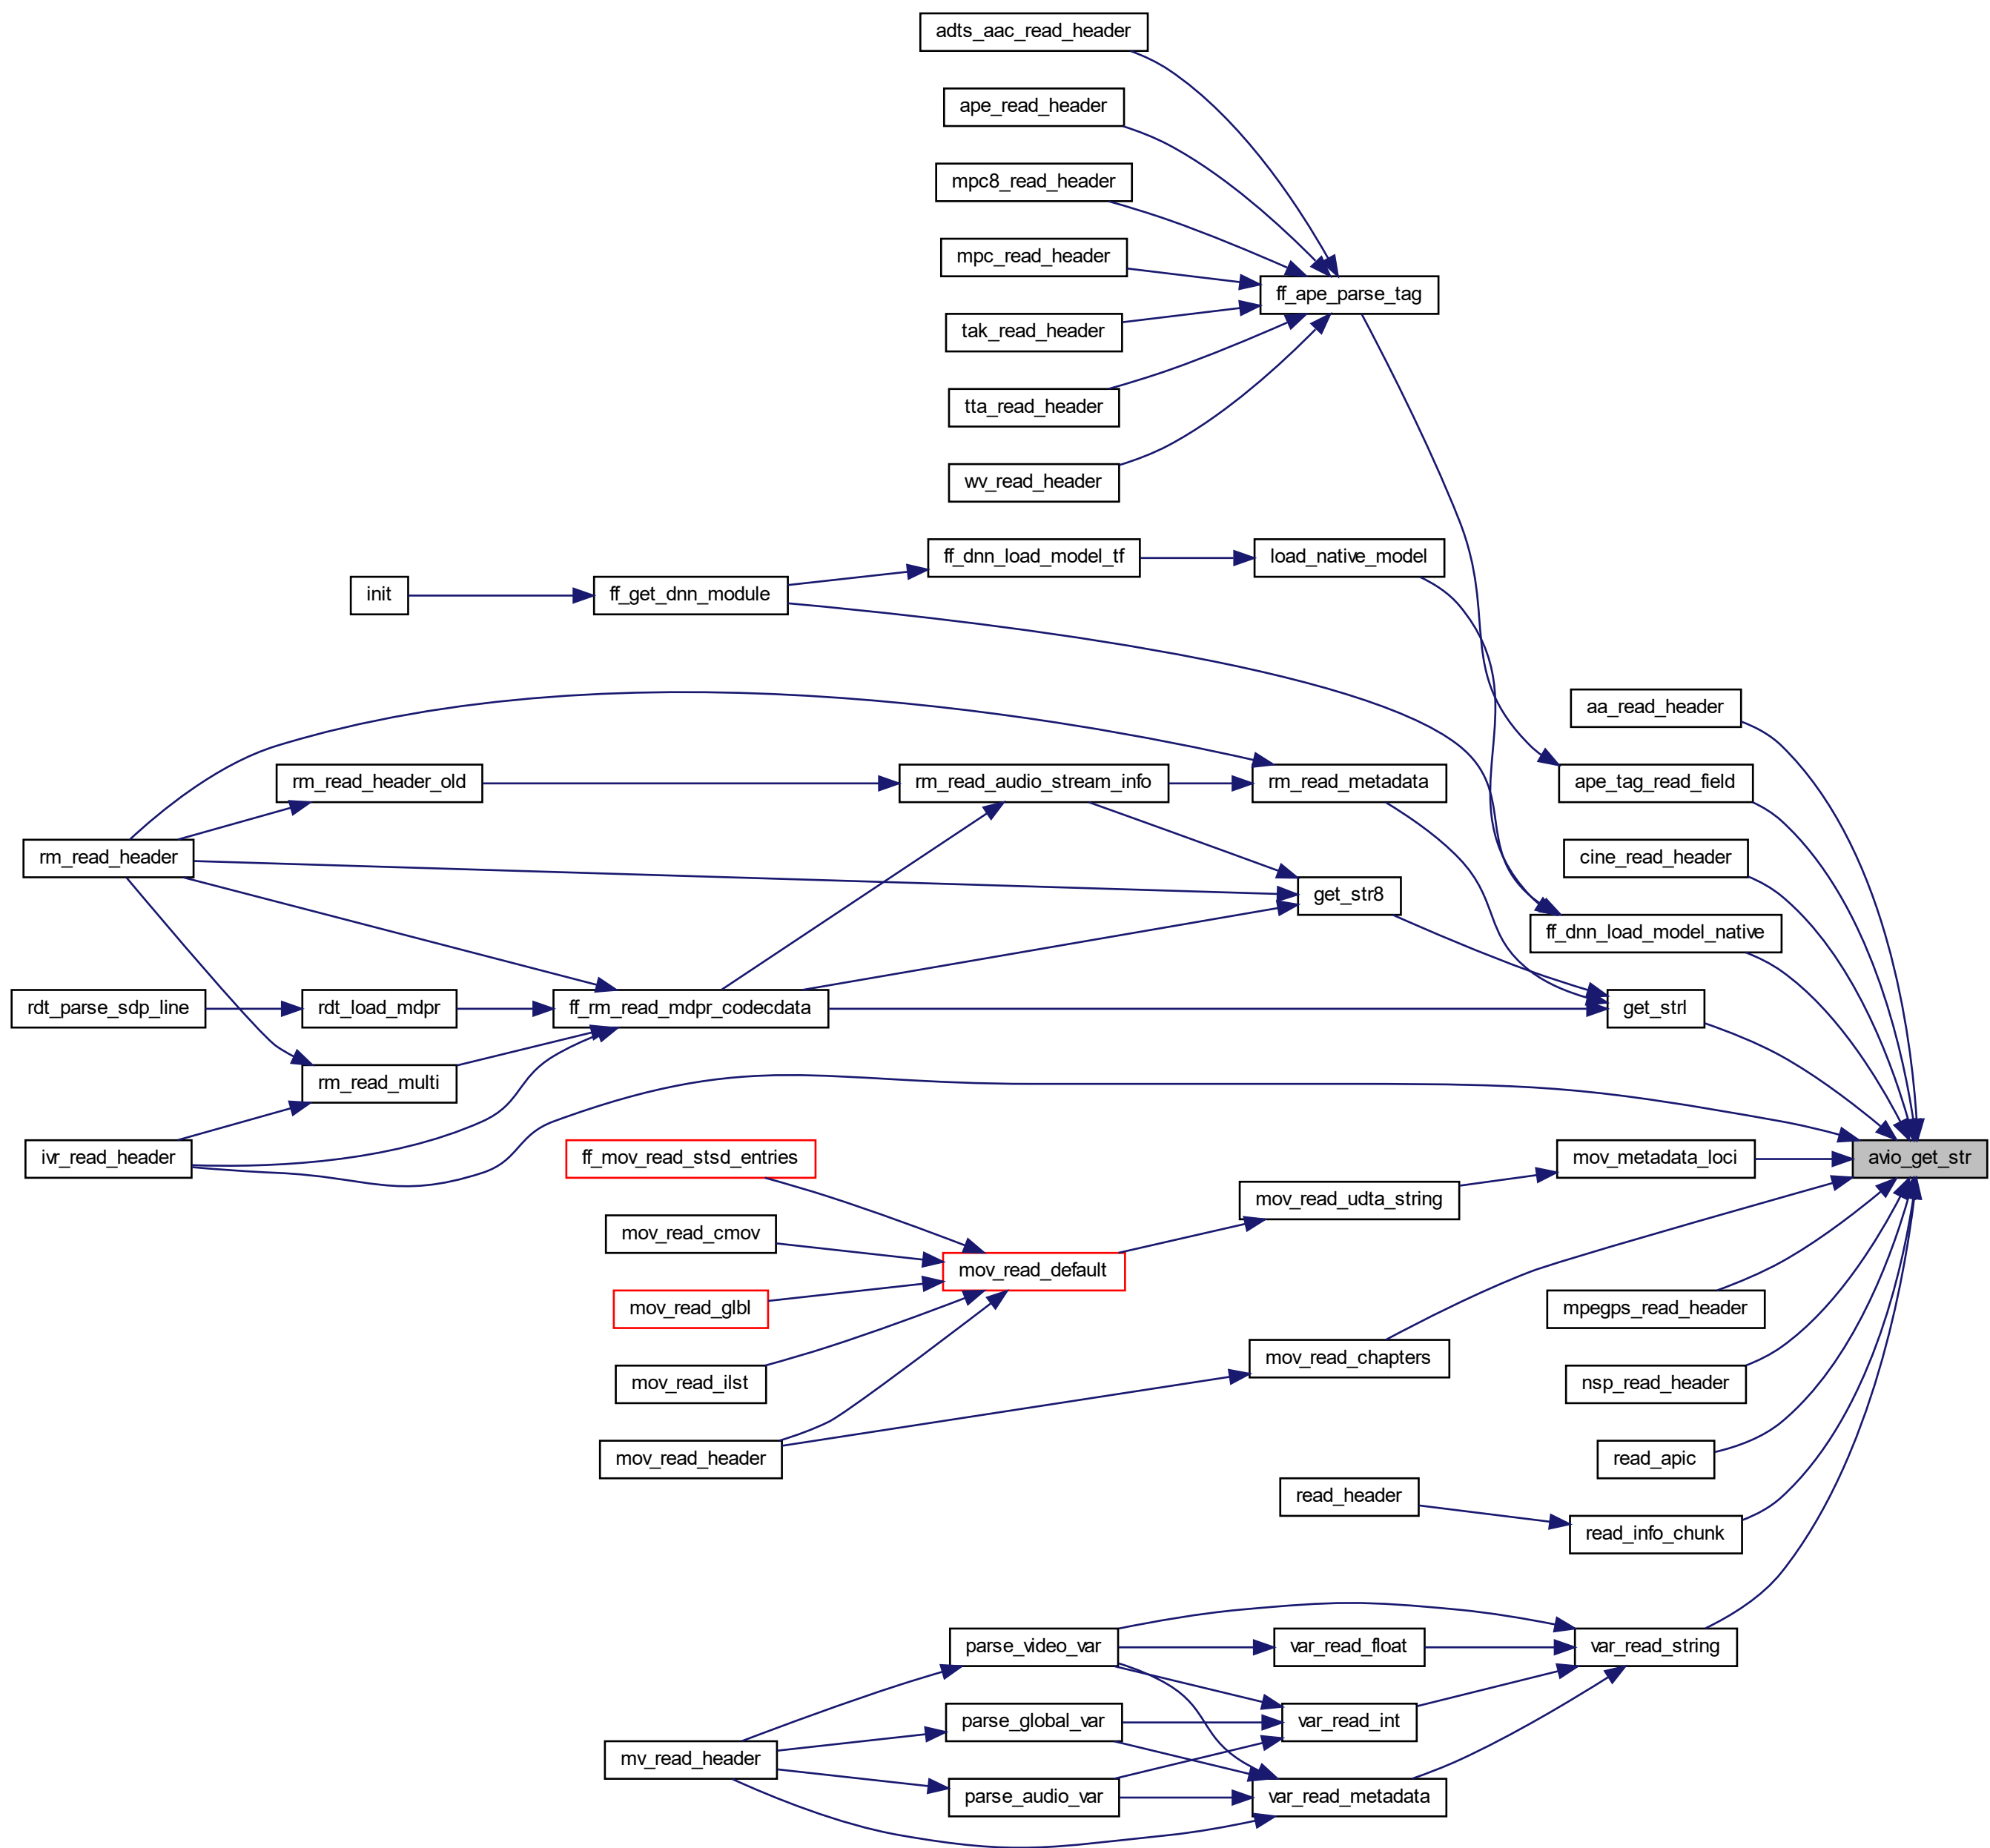 adts_aac_read_header
ape_read_header
mpc8_read_header
mpc_read_header
ff_ape_parse_tag
tak_read_header
tta_read_header
wv_read_header
ff_dnn_load_model_tf
load_native_model
init
ff_get_dnn_module
aa_read_header
rm_read_header_old
rm_read_audio_stream_info
rm_read_metadata
ape_tag_read_field
rm_read_header
cine_read_header
get_str8
ff_dnn_load_model_native
rdt_parse_sdp_line
rdt_load_mdpr
ff_rm_read_mdpr_codecdata
get_strl
rm_read_multi
ivr_read_header
ff_mov_read_stsd_entries
mov_metadata_loci
avio_get_str
mov_read_udta_string
mov_read_cmov
mov_read_default
mov_read_glbl
mpegps_read_header
mov_read_chapters
mov_read_ilst
nsp_read_header
mov_read_header
read_apic
read_header
read_info_chunk
parse_video_var
var_read_float
var_read_string
parse_global_var
var_read_int
mv_read_header
parse_audio_var
var_read_metadata